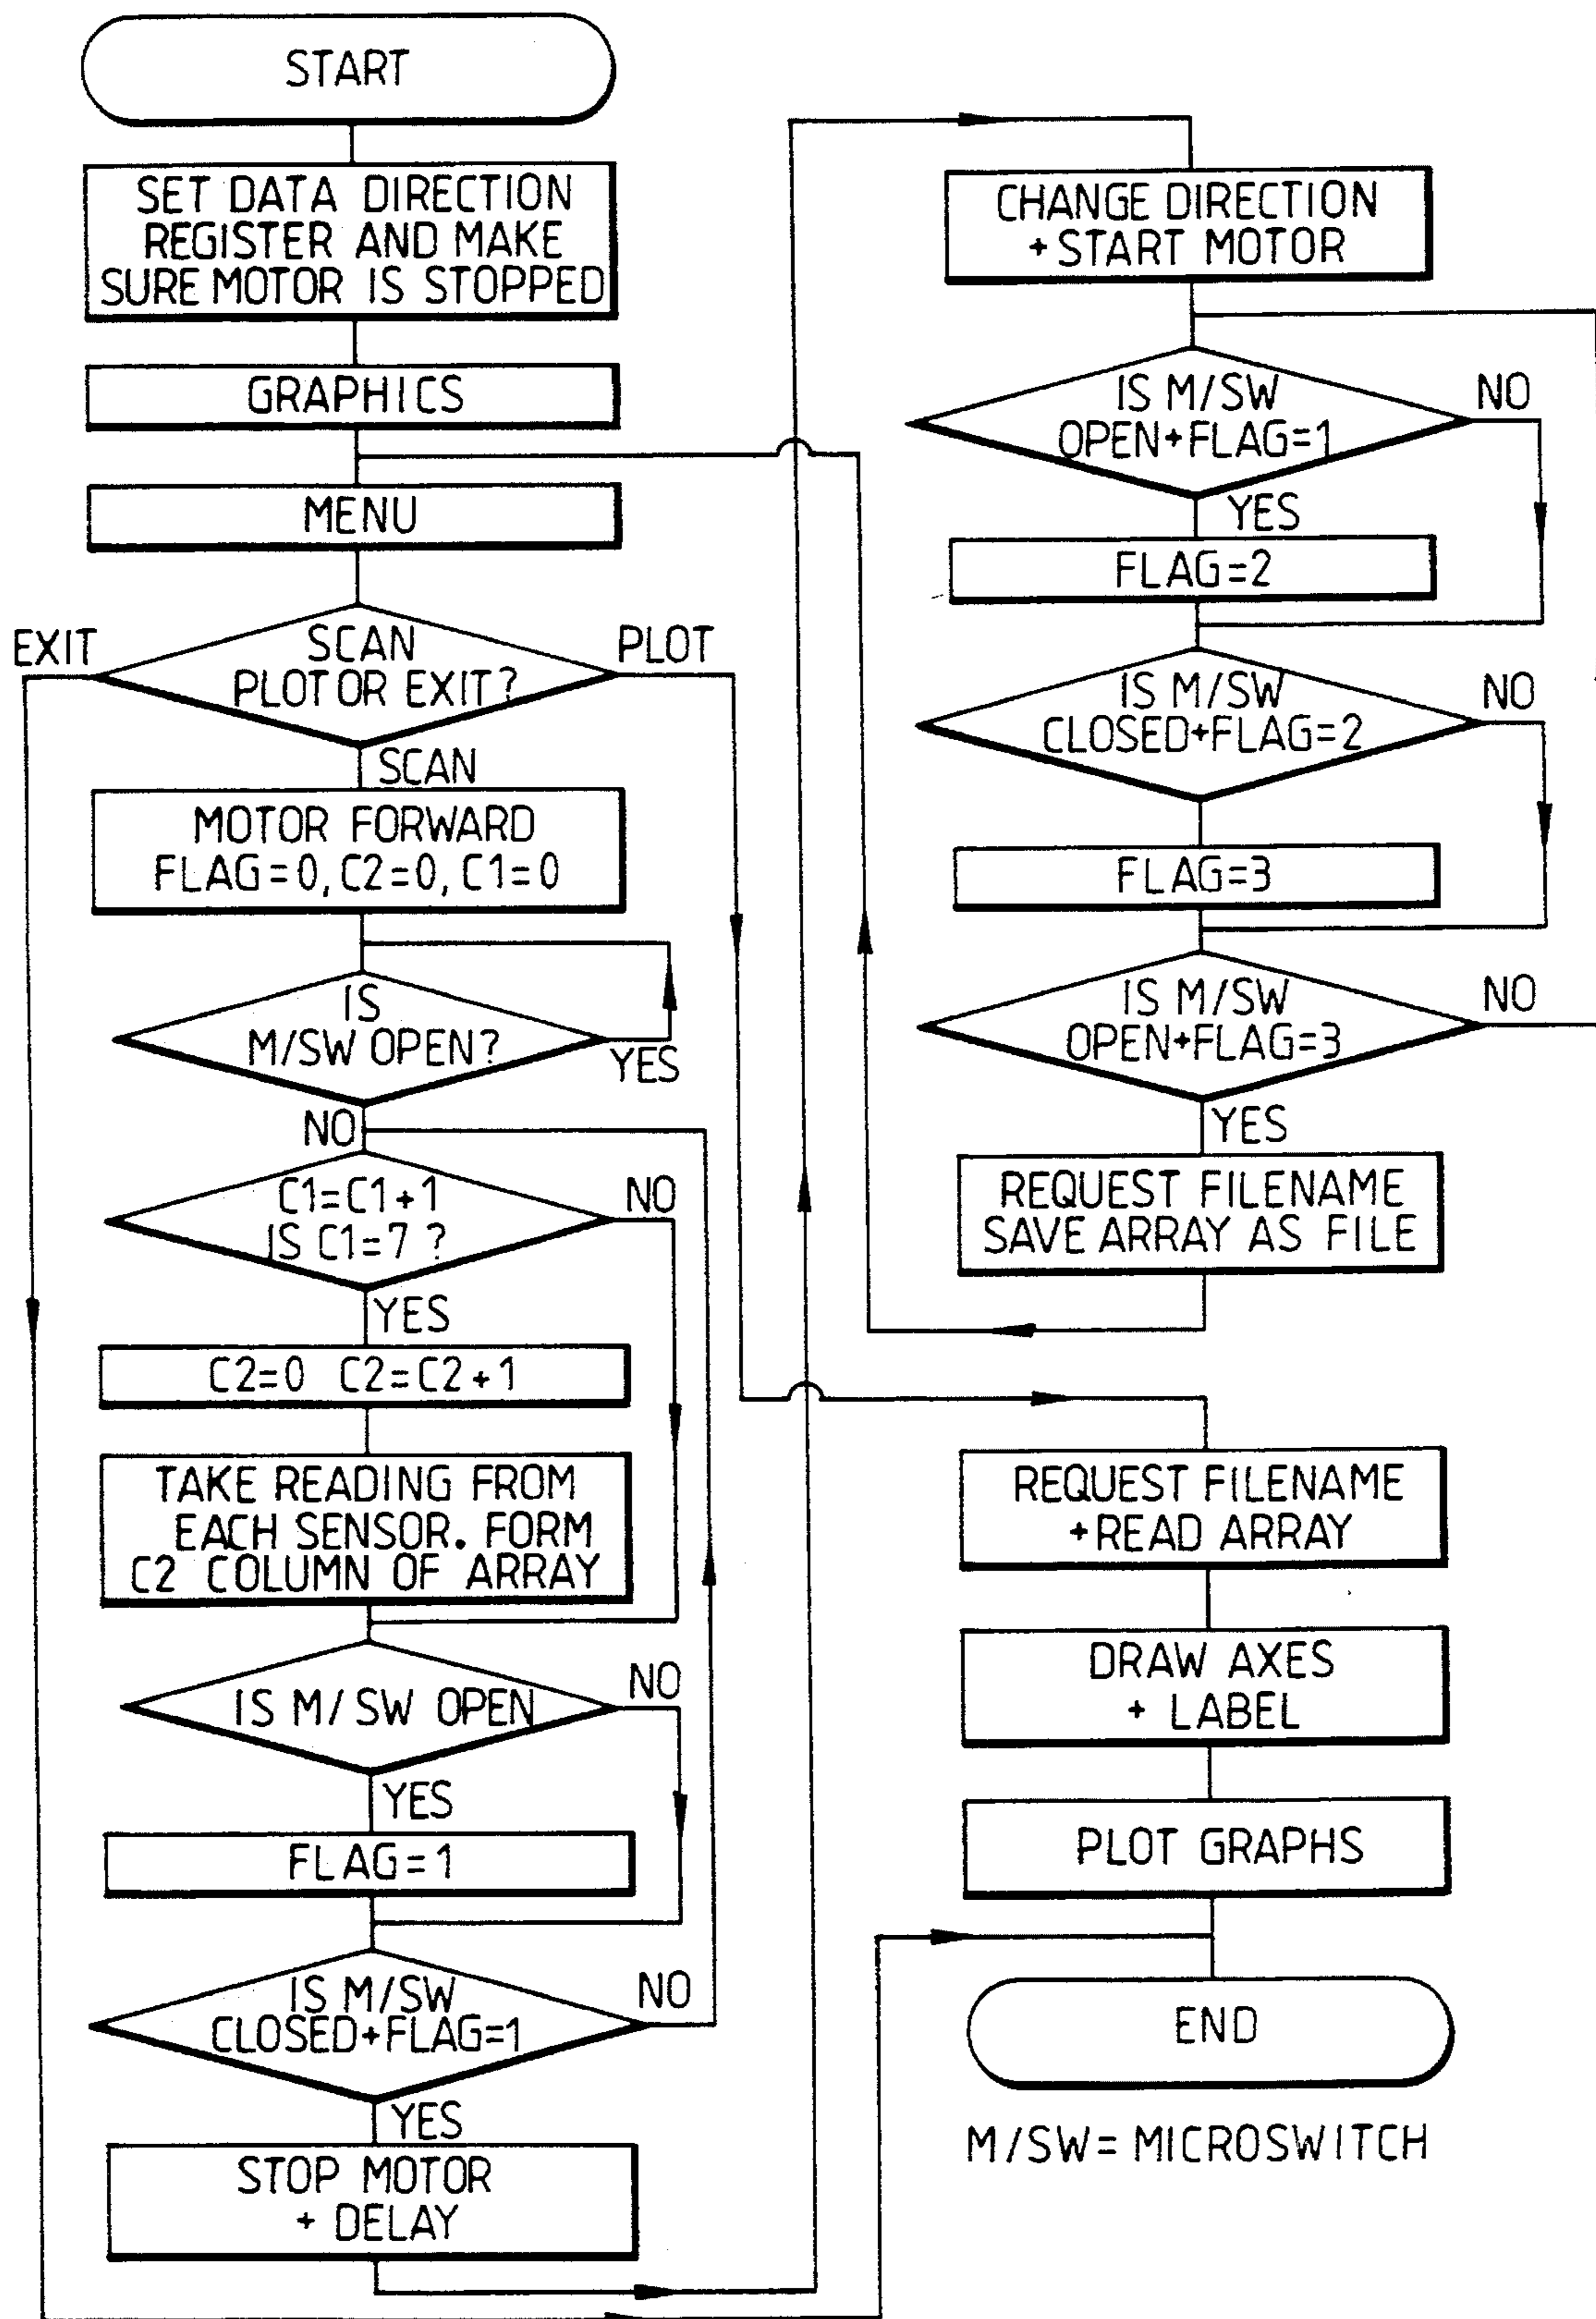 START
SET DATA DIRECTION
REGISTER AND MAKE
SURE MOTOR IS STOPPED
GRAPHICS
MENU
EXIT
SCAN
PLOT OR EXIT?
PLOT
SCAN
MOTOR FORWARD
FLAG=0, C2=0, C1=0
IS
M/SW OPEN?
YES
NO
C1=C1+1
IS C1=7 ?
NO
YES
C2=0 C2=C2+1
TAKE READING FROM
EACH SENSOR. FORM
C2 COLUMN OF ARRAY
IS M/SW OPEN
NO
YES
FLAG=1
IS M/SW
CLOSED+FLAG=1
NO
YES
STOP MOTOR
+ DELAY
CHANGE DIRECTION
+ START MOTOR
IS M/SW
OPEN+FLAG=1
NO
YES
FLAG=2
IS M/SW
CLOSED+FLAG=2
NO
FLAG=3
IS M/SW
OPEN+FLAG=3
NO
YES
REQUEST FILENAME
SAVE ARRAY AS FILE
REQUEST FILENAME
+READ ARRAY
DRAW AXES
+ LABEL
PLOT GRAPHS
END
M/SW= MICROSWITCH